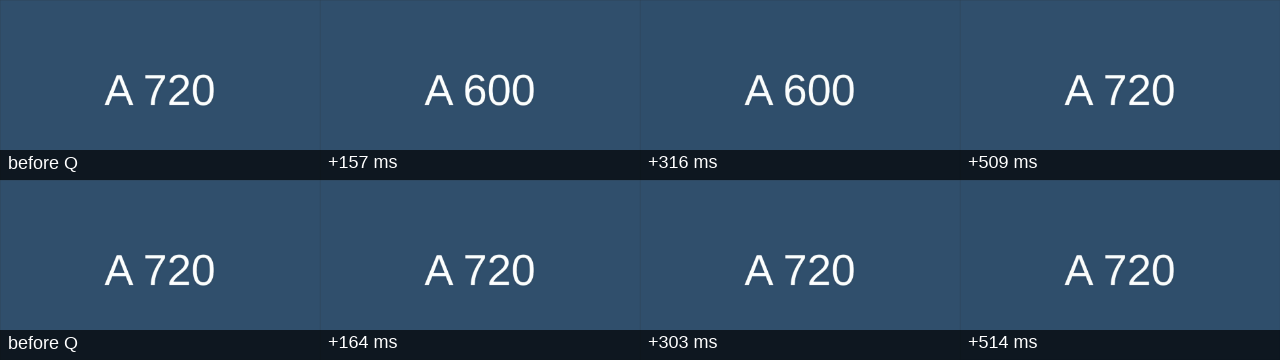 A 720 A 600 A 600 A 720
before Q +157 ms +316 ms +509 ms
A 720 A 720 A 720 A 720
before Q +164 ms +303 ms +514 ms